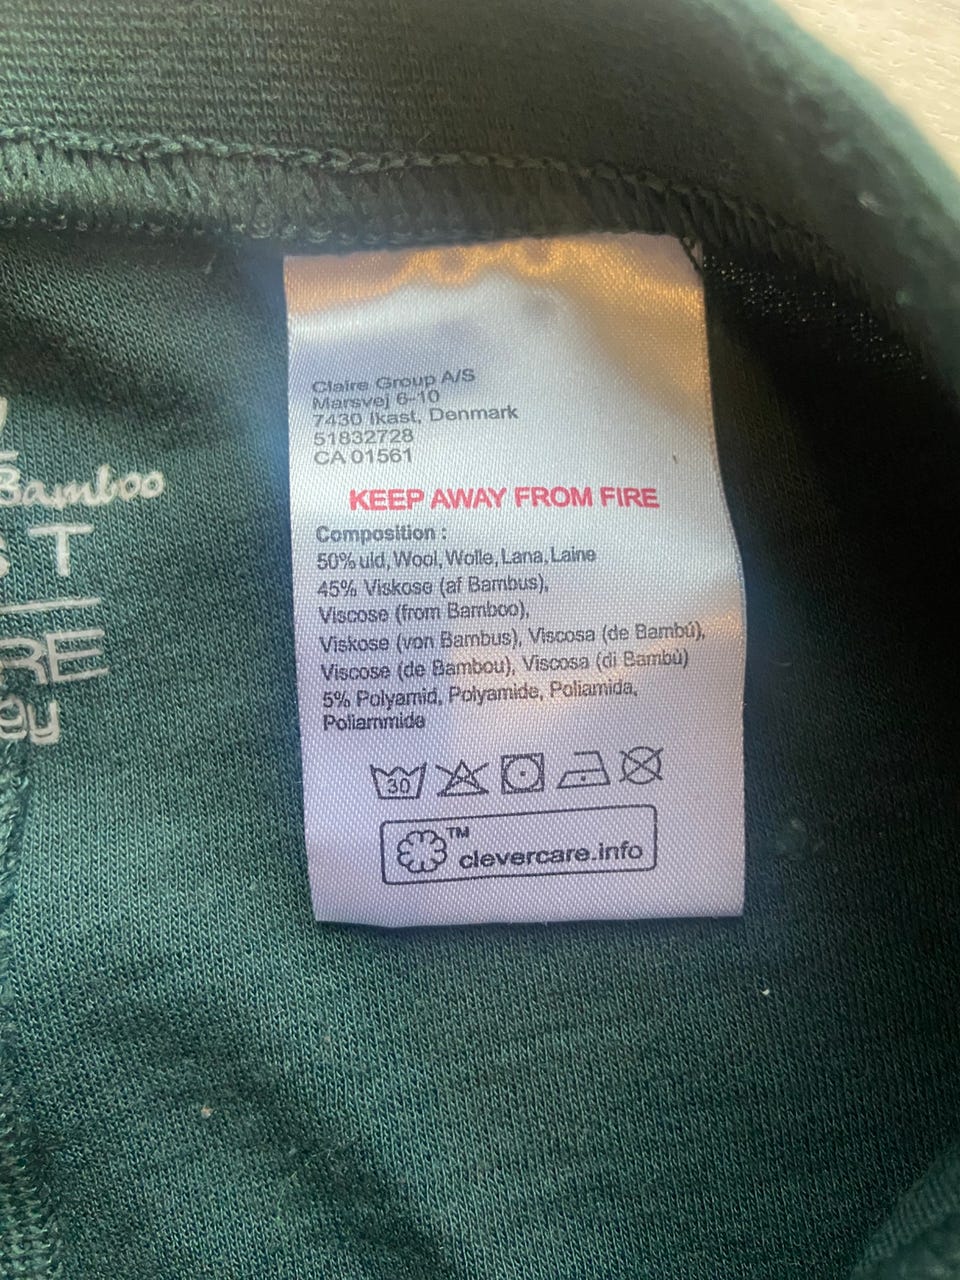 Bamboo
T
RE
ey
Claire Group A/S
Marsvej 6-10
7430 Ikast, Denmark
51832728
CA 01561
KEEP AWAY FROM FIRE
Composition :
50% uld, Wool, Wolle, Lana, Laine
45% Viskose (af Bambus),
Viscose (from Bamboo),
Viskose (von Bambus), Viscosa (de Bambú),
Viscose (de Bambou), Viscosa (di Bambù)
5% Polyamid, Polyamide, Poliamida,
Poliammide
30
TM
clevercare.info